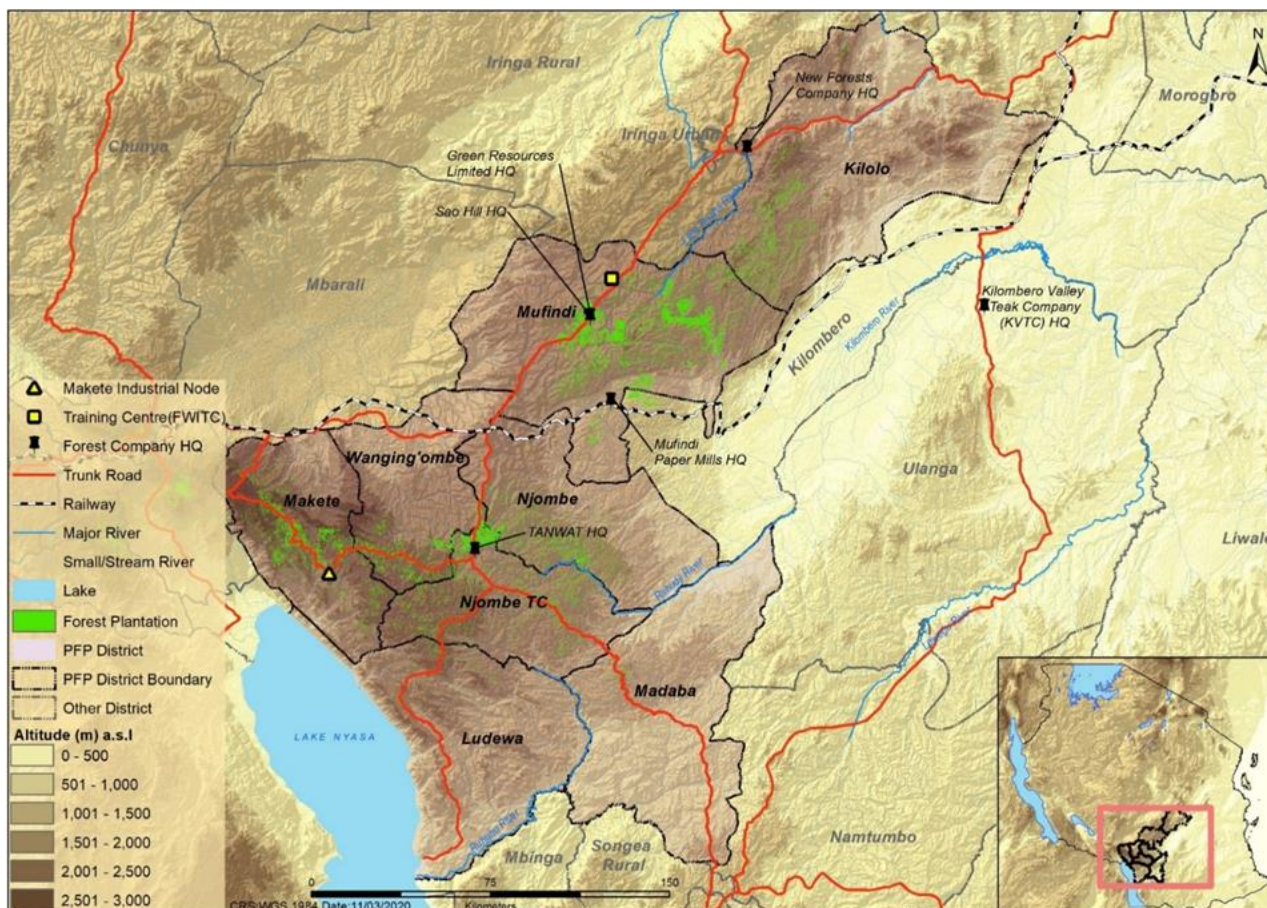 N
Iringa Rural
New Forests
Company HQ
Morogoro
Chunya
Iringa Urban
Green Resources
Limited HQ
Kilolo
Sao Hill HQ
Mbarali
Mufindi
Kilombero Valley
Teak Company
(KVTC) HQ
Kilombero
Kilombero River
Makete Industrial Node
Training Centre(FWITC)
Forest Company HQ
Trunk Road
Railway
Major River
Small/Stream River
Lake
Forest Plantation
PFP District
PFP District Boundary
Other District
Altitude (m) a.s.l
0 - 500
501 - 1,000
1,001 - 1,500
1,501 - 2,000
2,001 - 2,500
2,501 - 3,000
Mufindi
Paper Mills HQ
Wanging'ombe
Ulanga
Makete
Njombe
TANWAT HQ
Liwale
Njombe TC
River
Madaba
LAKE NYASA
Ludewa
River
Namtumbo
Mbinga
Songea
Rural
0 75 150
Kilometers
CRS:WGS 1984 Date:11/03/2020